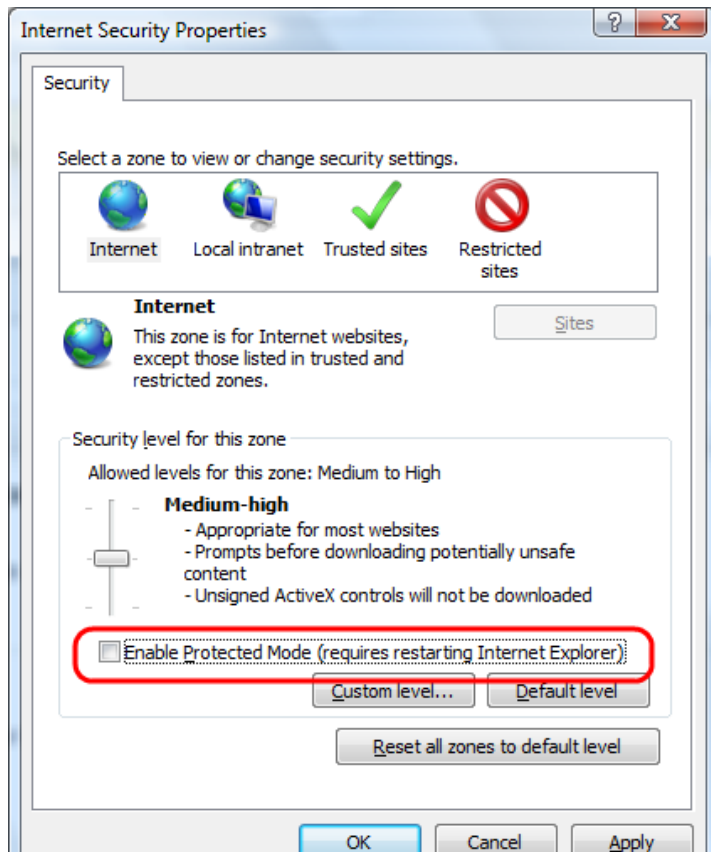 Internet Security Properties
Security
Select a zone to view or change security settings.
Internet
Local intranet
Trusted sites
Restricted
sites
Internet
This zone is for Internet websites,
except those listed in trusted and
restricted zones.
Sites
Security level for this zone
Allowed levels for this zone: Medium to High
Medium-high
- Appropriate for most websites
- Prompts before downloading potentially unsafe
content
- Unsigned ActiveX controls will not be downloaded
Enable Protected Mode (requires restarting Internet Explorer)
Custom level...
Default level
Reset all zones to default level
OK
Cancel
Apply